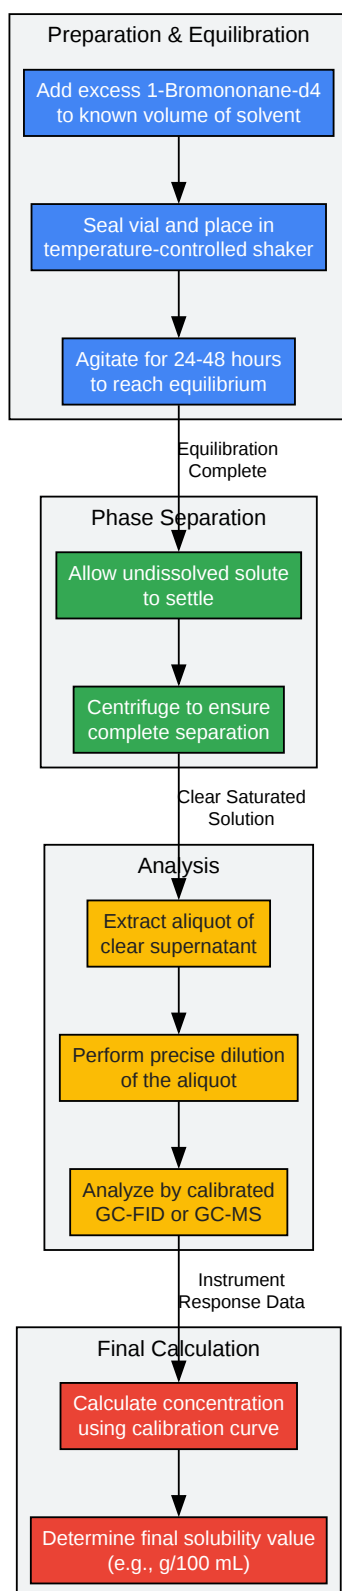 Preparation & Equilibration
Add excess 1-Bromononane-d4
to known volume of solvent
Seal vial and place in
temperature-controlled shaker
Agitate for 24-48 hours
to reach equilibrium
Equilibration
Complete
Phase Separation
Allow undissolved solute
to settle
Centrifuge to ensure
complete separation
Clear Saturated
Solution
Analysis
Extract aliquot of
clear supernatant
Perform precise dilution
of the aliquot
Analyze by calibrated
GC-FID or GC-MS
Instrument
Response Data
Final Calculation
Calculate concentration
using calibration curve
Determine final solubility value
(e.g., g/100 mL)